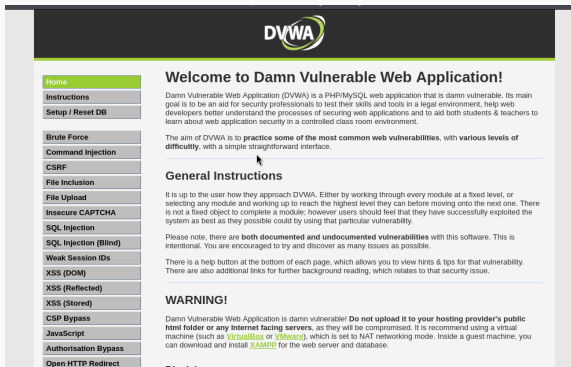 DVWA
Home
Instructions
Setup / Reset DB
Brute Force
Command Injection
CSRF
File Inclusion
File Upload
Insecure CAPTCHA
SQL Injection
SQL Injection (Blind)
Weak Session IDs
XSS (DOM)
XSS (Reflected)
XSS (Stored)
CSP Bypass
JavaScript
Authorisation Bypass
Open HTTP Redirect
Welcome to Damn Vulnerable Web Application!
Damn Vulnerable Web Application (DVWA) is a PHP/MySQL web application that is damn vulnerable. Its main
goal is to be an aid for security professionals to test their skills and tools in a legal environment, help web
developers better understand the processes of securing web applications and to aid both students & teachers to
learn about web application security in a controlled class room environment.
The aim of DVWA is to practice some of the most common web vulnerabilities, with various levels of
difficultly, with a simple straightforward interface.
General Instructions
It is up to the user how they approach DVWA. Either by working through every module at a fixed level, or
selecting any module and working up to reach the highest level they can before moving onto the next one. There
is not a fixed object to complete a module; however users should feel that they have successfully exploited the
system as best as they possible could by using that particular vulnerability.
Please note, there are both documented and undocumented vulnerabilities with this software. This is
intentional. You are encouraged to try and discover as many issues as possible.
There is a help button at the bottom of each page, which allows you to view hints & tips for that vulnerability.
There are also additional links for further background reading, which relates to that security issue.
WARNING!
Damn Vulnerable Web Application is damn vulnerable! Do not upload it to your hosting provider's public
html folder or any Internet facing servers, as they will be compromised. It is recommend using a virtual
machine (such as VirtualBox or VMware), which is set to NAT networking mode. Inside a guest machine, you
can download and install XAMPP for the web server and database.